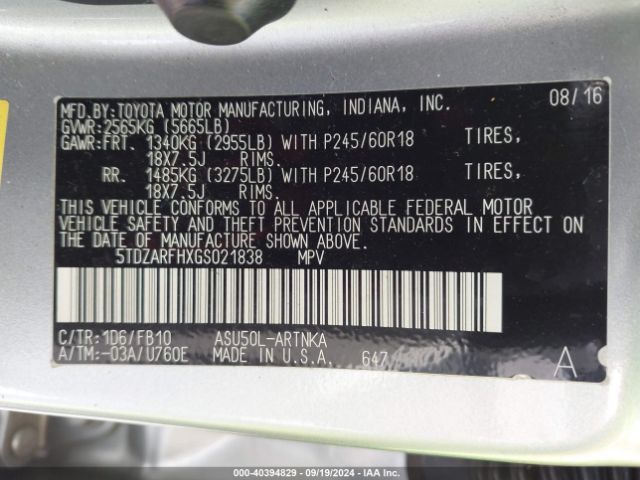 MFD.BY:TOYOTA MOTOR MANUFACTURING, INDIANA, INC. 08/16
GVWR:2565KG (5665LB)
GAWR:FRT. 1340KG (2955LB) WITH P245/60R18 TIRES,
18X7.5J RIMS.
RR. 1485KG (3275LB) WITH P245/60R18 TIRES,
18X7.5J RIMS.
THIS VEHICLE CONFORMS TO ALL APPLICABLE FEDERAL MOTOR
VEHICLE SAFETY AND THEFT PREVENTION STANDARDS IN EFFECT ON
THE DATE OF MANUFACTURE SHOWN ABOVE.
5TDZARFHXGS021838 MPV
C/TR:1D6/FB10 ASU50L-ARTNKA
A/TM:-03A/U760E MADE IN U.S.A. 647 A
000-40394829 - 09/19/2024 - IAA Inc.